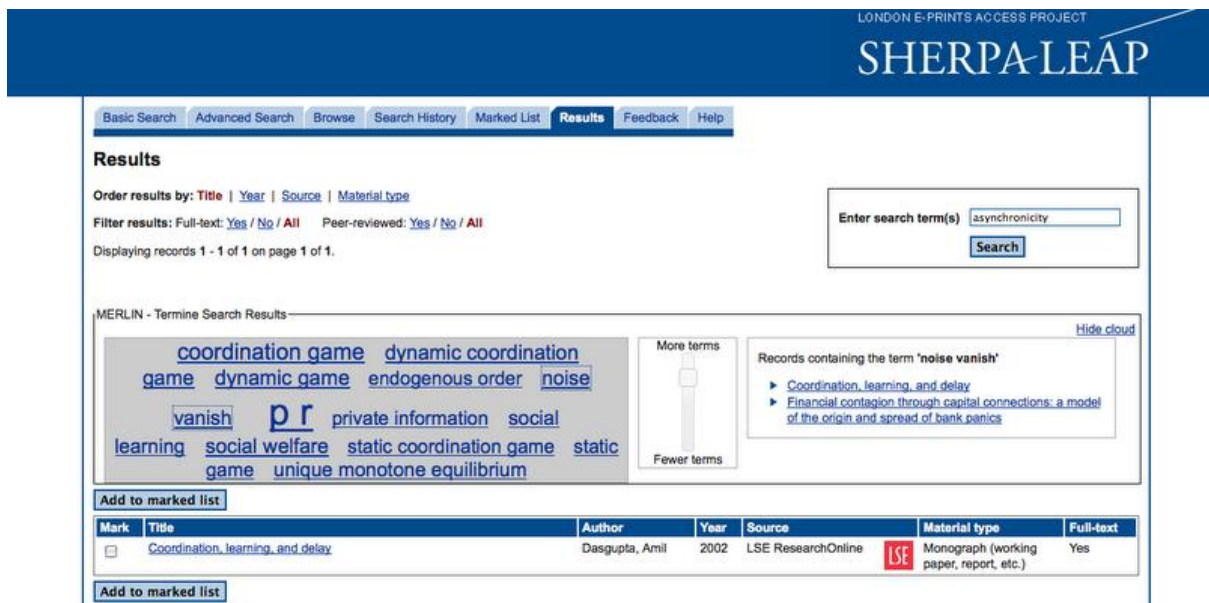 LONDON E-PRINTS ACCESS PROJECT
SHERPA-LEAP
Basic Search Advanced Search Browse Search History Marked List Results Feedback Help
Results
Order results by: Title | Year | Source | Material type
Filter results: Full-text: Yes / No / All Peer-reviewed: Yes / No / All
Displaying records 1 - 1 of 1 on page 1 of 1.
Enter search term(s) asynchronicity
Search
MERLIN - Termine Search Results
Hide cloud
coordination game dynamic coordination
game dynamic game endogenous order noise
vanish p r private information social
learning social welfare static coordination game static
game unique monotone equilibrium
More terms
Fewer terms
Records containing the term 'noise vanish'
Coordination, learning, and delay
Financial contagion through capital connections: a model
of the origin and spread of bank panics
Add to marked list
Mark Title Author Year Source Material type Full-text
Coordination, learning, and delay Dasgupta, Amil 2002 LSE ResearchOnline LSE Monograph (working Yes
paper, report, etc.)
Add to marked list